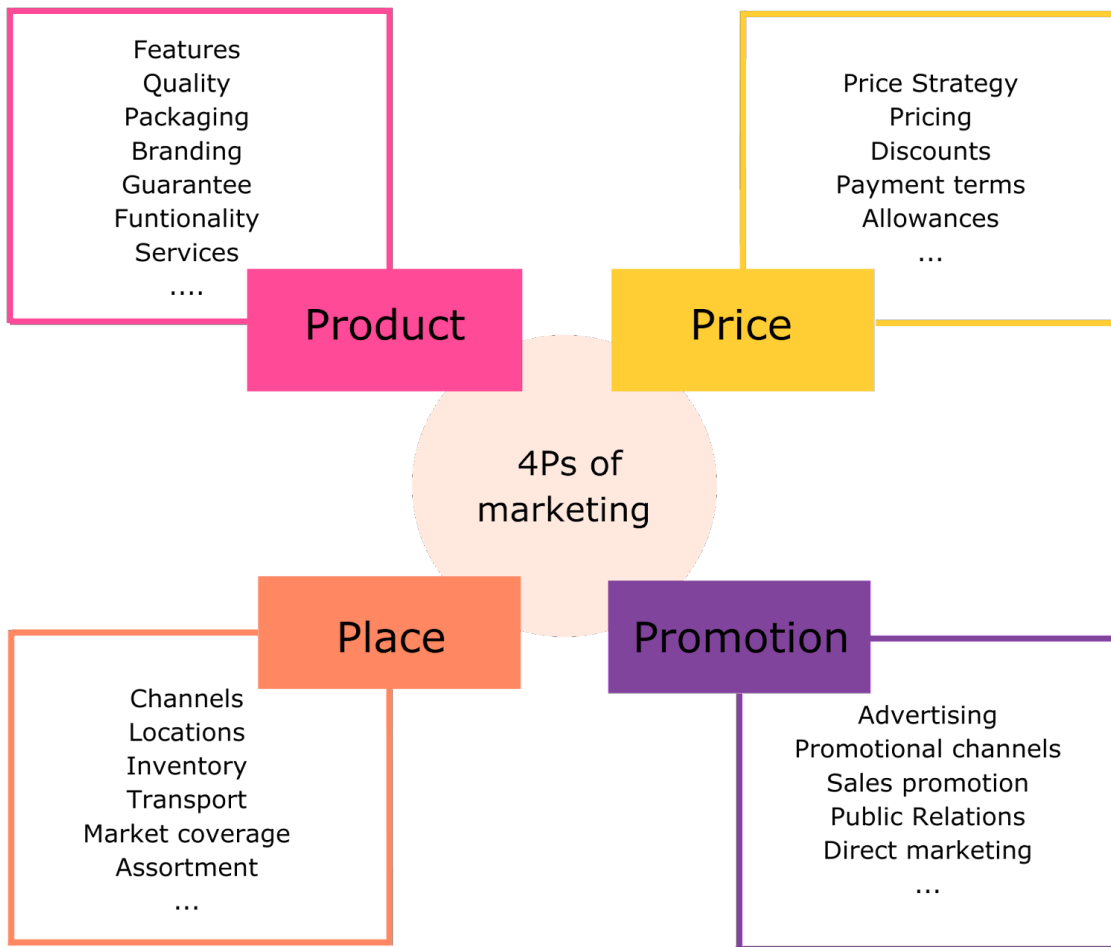 Features
Quality
Packaging
Branding
Guarantee
Funtionality
Services
....
Product
Price Strategy
Pricing
Discounts
Payment terms
Allowances
...
Price
4Ps of
marketing
Place
Channels
Locations
Inventory
Transport
Market coverage
Assortment
...
Promotion
Advertising
Promotional channels
Sales promotion
Public Relations
Direct marketing
...